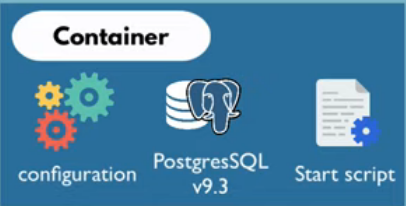 Container
configuration
PostgresSQL
v9.3
Start script